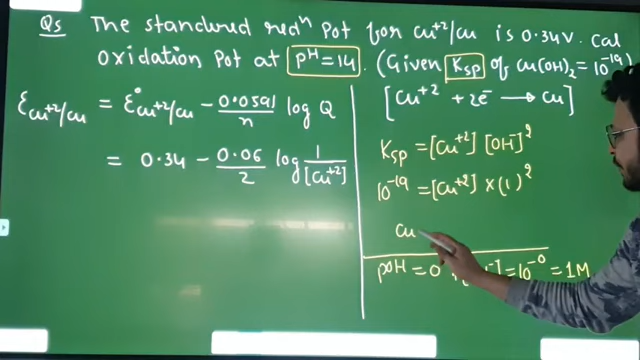 Qs The standured redⁿ Pot for Cu⁺²/Cu is 0.34V. Cal
oxidation Pot at PH = 14. (Given Ksp of Cu(OH)₂ = 10⁻¹⁹)
[Cu⁺² + 2e⁻ ⟶ Cu]
ℰCu⁺²/Cu = ℰ°Cu⁺²/Cu − 0.0591/n log Q
= 0.34 − 0.06/2 log 1/[Cu⁺²]
Ksp = [Cu⁺²] [OH⁻]²
10⁻¹⁹ = [Cu⁺²] × (1)²
Cu
POH = 0 ⁻] = 10⁻⁰ = 1M